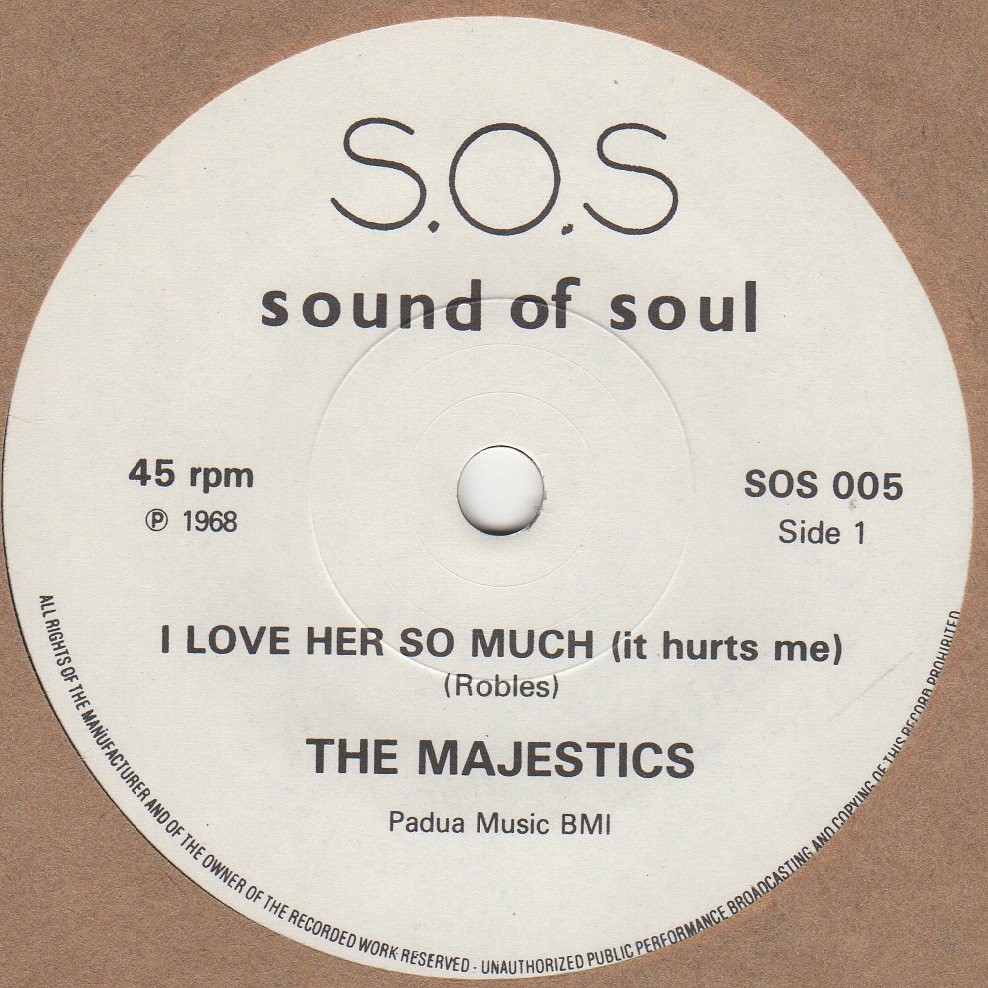 S.O.S
sound of soul
45 rpm
℗ 1968
SOS 005
Side 1
I LOVE HER SO MUCH (it hurts me)
(Robles)
THE MAJESTICS
Padua Music BMI
ALL RIGHTS OF THE MANUFACTURER AND OF THE OWNER OF THE RECORDED WORK RESERVED · UNAUTHORIZED PUBLIC PERFORMANCE BROADCASTING AND COPYING OF THIS RECORD PROHIBITED